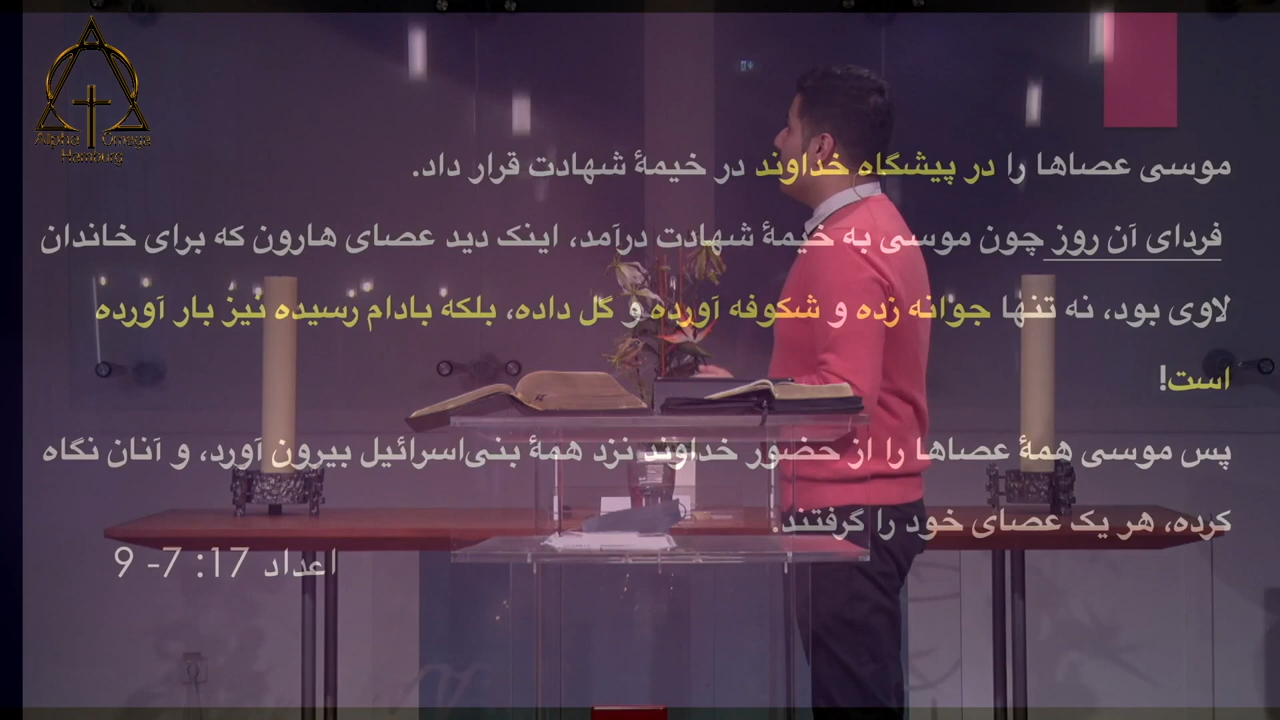 Alpha Omega
Hamburg
موسی عصاها را در پیشگاه خداوند در خیمهٔ شهادت قرار داد.
فردای آن روز چون موسی به خیمهٔ شهادت درآمد، اینک دید عصای هارون که برای خاندان
لاوی بود، نه تنها جوانه زده و شکوفه آورده و گل داده، بلکه بادام رسیده نیز بار آورده
است!
پس موسی همهٔ عصاها را از حضور خداوند نزد همهٔ بنی‌اسرائیل بیرون آورد، و آنان نگاه
کرده، هر یک عصای خود را گرفتند.
اعداد 17: 7- 9